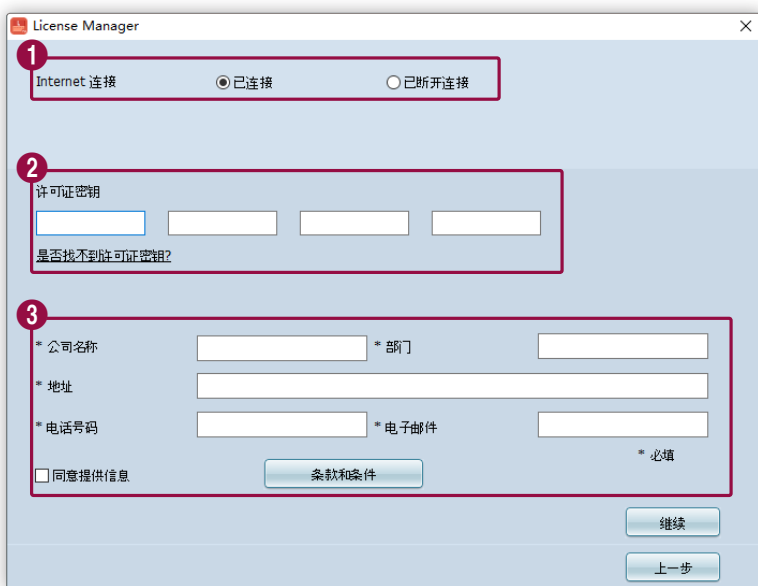 License Manager
1
Internet 连接 已连接 已断开连接
2
许可证密钥
是否找不到许可证密钥?
3
* 公司名称 * 部门
* 地址
* 电话号码 * 电子邮件
* 必填
同意提供信息 条款和条件
继续
上一步